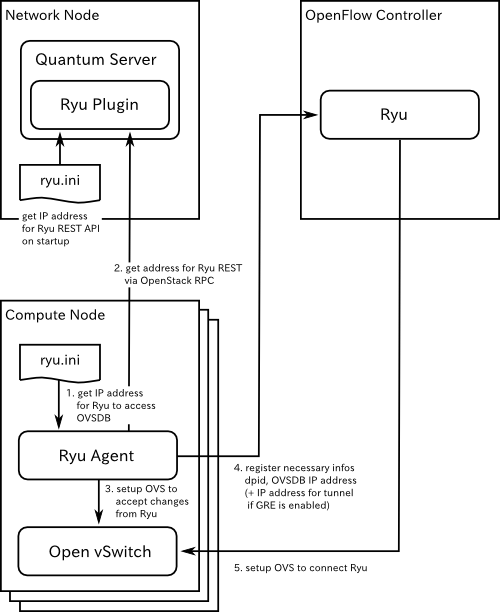 Network Node
OpenFlow Controller
Quantum Server
Ryu Plugin
Ryu
ryu.ini
get IP address
for Ryu REST API
on startup
2. get address for Ryu REST
via OpenStack RPC
Compute Node
ryu.ini
1. get IP address
for Ryu to access
OVSDB
Ryu Agent
4. register necessary infos
dpid, OVSDB IP address
(+ IP address for tunnel
if GRE is enabled)
3. setup OVS to
accept changes
from Ryu
Open vSwitch
5. setup OVS to connect Ryu